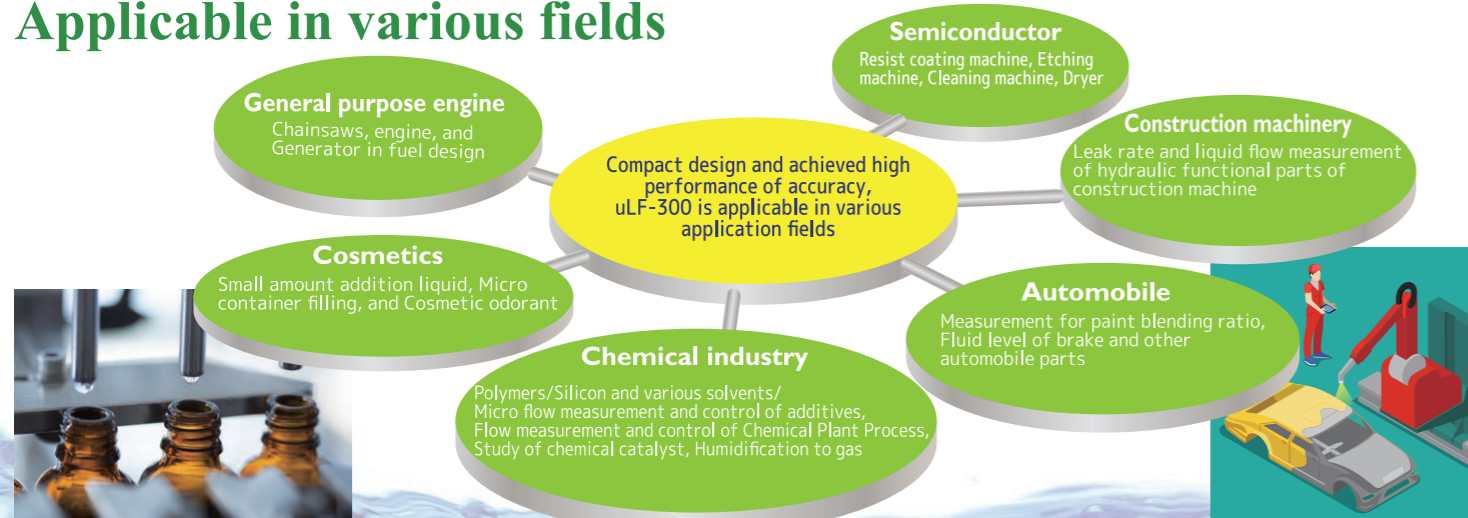 Applicable in various fields
General purpose engine
Chainsaws, engine, and
Generator in fuel design
Semiconductor
Resist coating machine, Etching
machine, Cleaning machine, Dryer
Construction machinery
Leak rate and liquid flow measurement
of hydraulic functional parts of
construction machine
Compact design and achieved high
performance of accuracy,
uLF-300 is applicable in various
application fields
Cosmetics
Small amount addition liquid, Micro
container filling, and Cosmetic odorant
Automobile
Measurement for paint blending ratio,
Fluid level of brake and other
automobile parts
Chemical industry
Polymers/Silicon and various solvents/
Micro flow measurement and control of additives,
Flow measurement and control of Chemical Plant Process,
Study of chemical catalyst, Humidification to gas